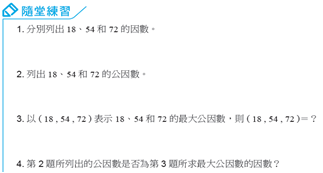 隨堂練習
1. 分別列出 18、54 和 72 的因數。
2. 列出 18、54 和 72 的公因數。
3. 以 ( 18 , 54 , 72 ) 表示 18、54 和 72 的最大公因數，則 ( 18 , 54 , 72 )= ?
4. 第 2 題所列出的公因數是否為第 3 題所求最大公因數的因數？